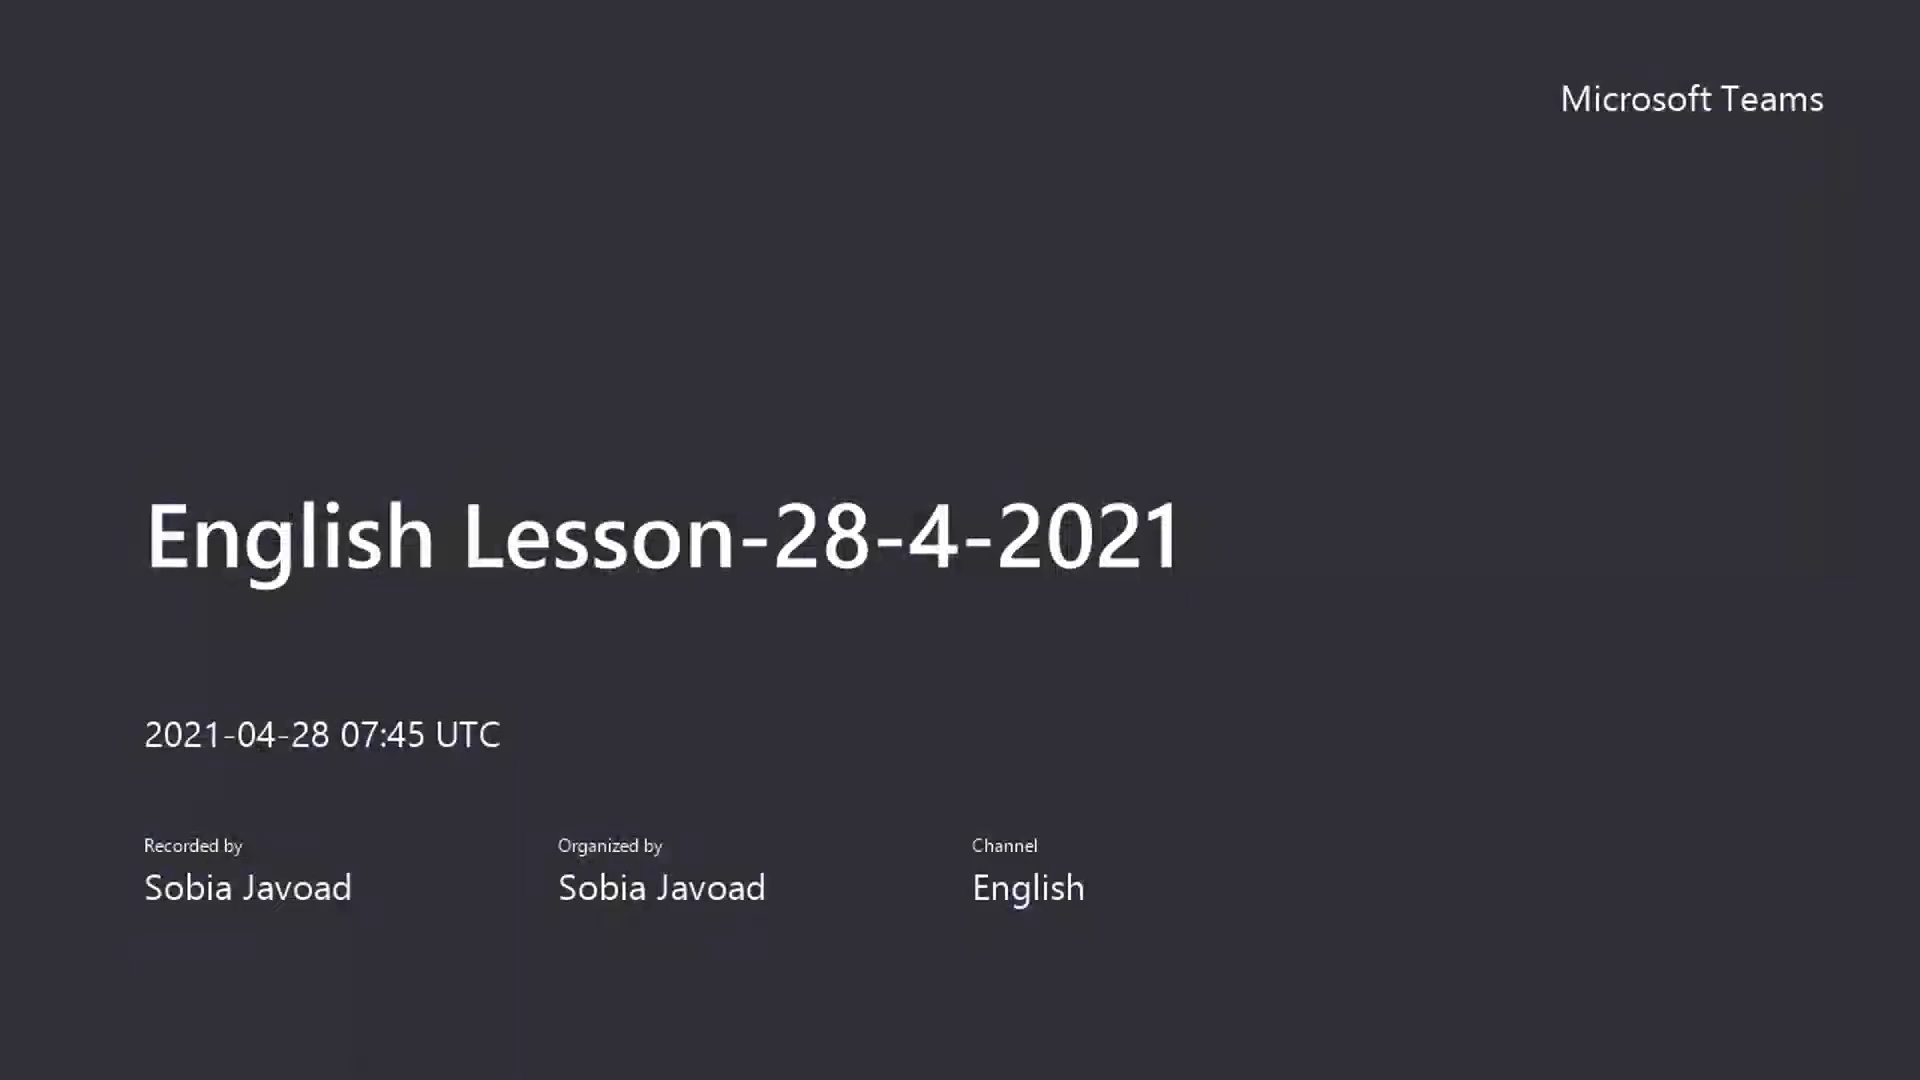 Microsoft Teams
English Lesson-28-4-2021
2021-04-28 07:45 UTC
Recorded by
Sobia Javoad
Organized by
Sobia Javoad
Channel
English